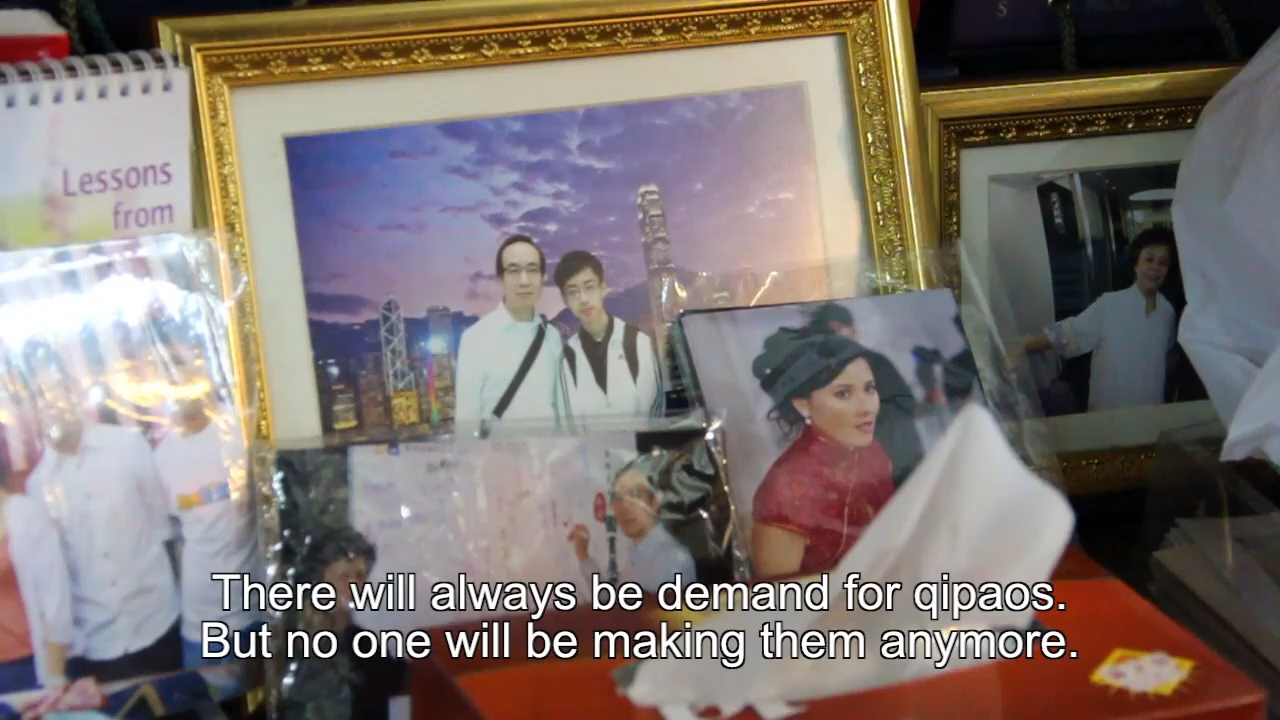 Lessons
from
There will always be demand for qipaos.
But no one will be making them anymore.